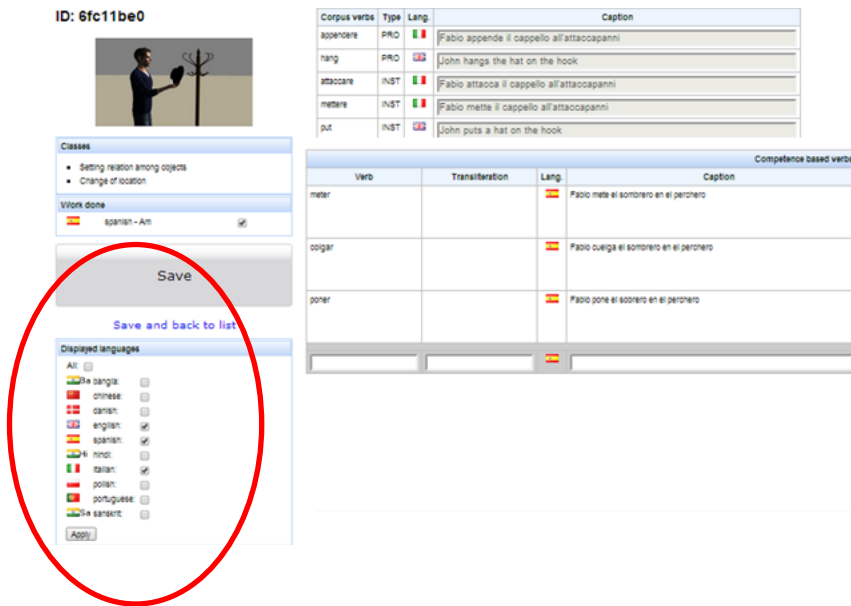 ID: 6fc11be0
Classes
Setting relation among objects
Change of location
Work done
spanish - Am
Save
Save and back to list
Displayed languages
All:
Ba bangla:
chinese:
danish:
english:
spanish:
Hi hindi:
italian:
polish:
portuguese:
Sa sanskrit:
Apply
Corpus verbs Type Lang. Caption
appendere PRO Fabio appende il cappello all'attaccapanni
hang PRO John hangs the hat on the hook
attaccare INST Fabio attacca il cappello all'attaccapanni
mettere INST Fabio mette il cappello all'attaccapanni
put INST John puts a hat on the hook
Competence based verbs
Verb Transliteration Lang. Caption
meter Fabio mete el sombrero en el perchero
colgar Fabio cuelga el sombrero en el perchero
poner Fabio pone el sobrero en el perchero